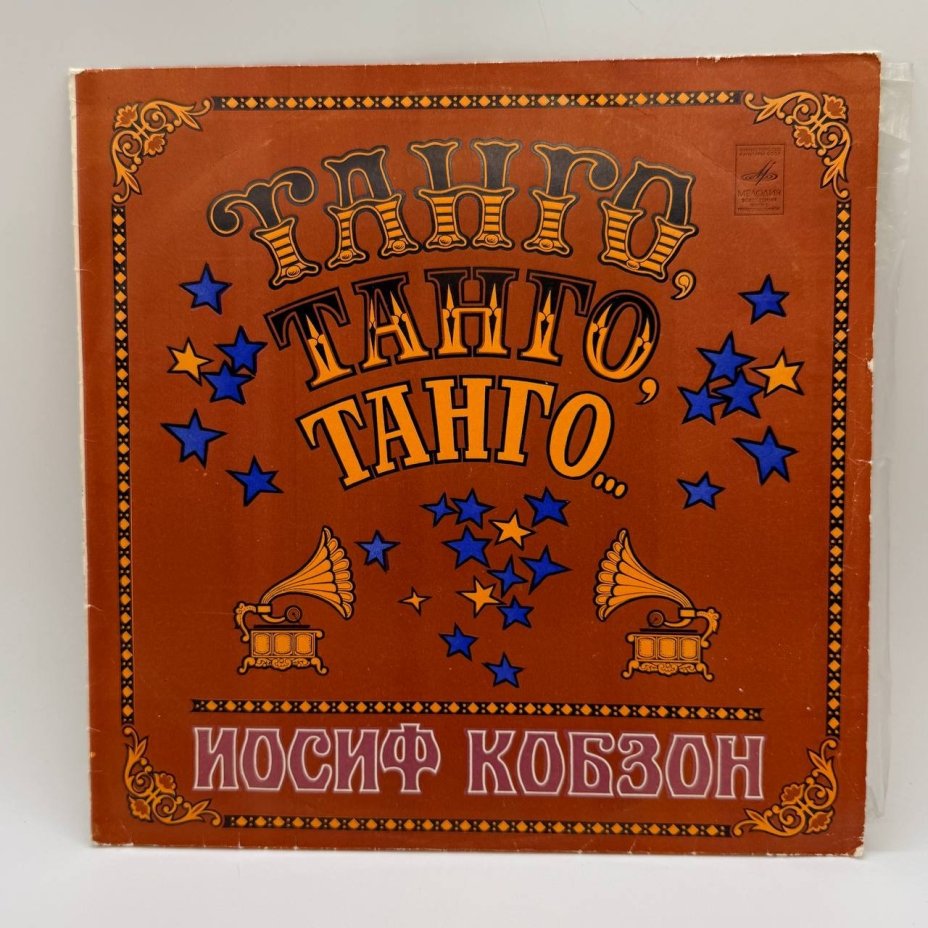 ТАНГО,
ТАНГО,
ТАНГО...
МЕЛОДИЯ
ИОСИФ КОБЗОН